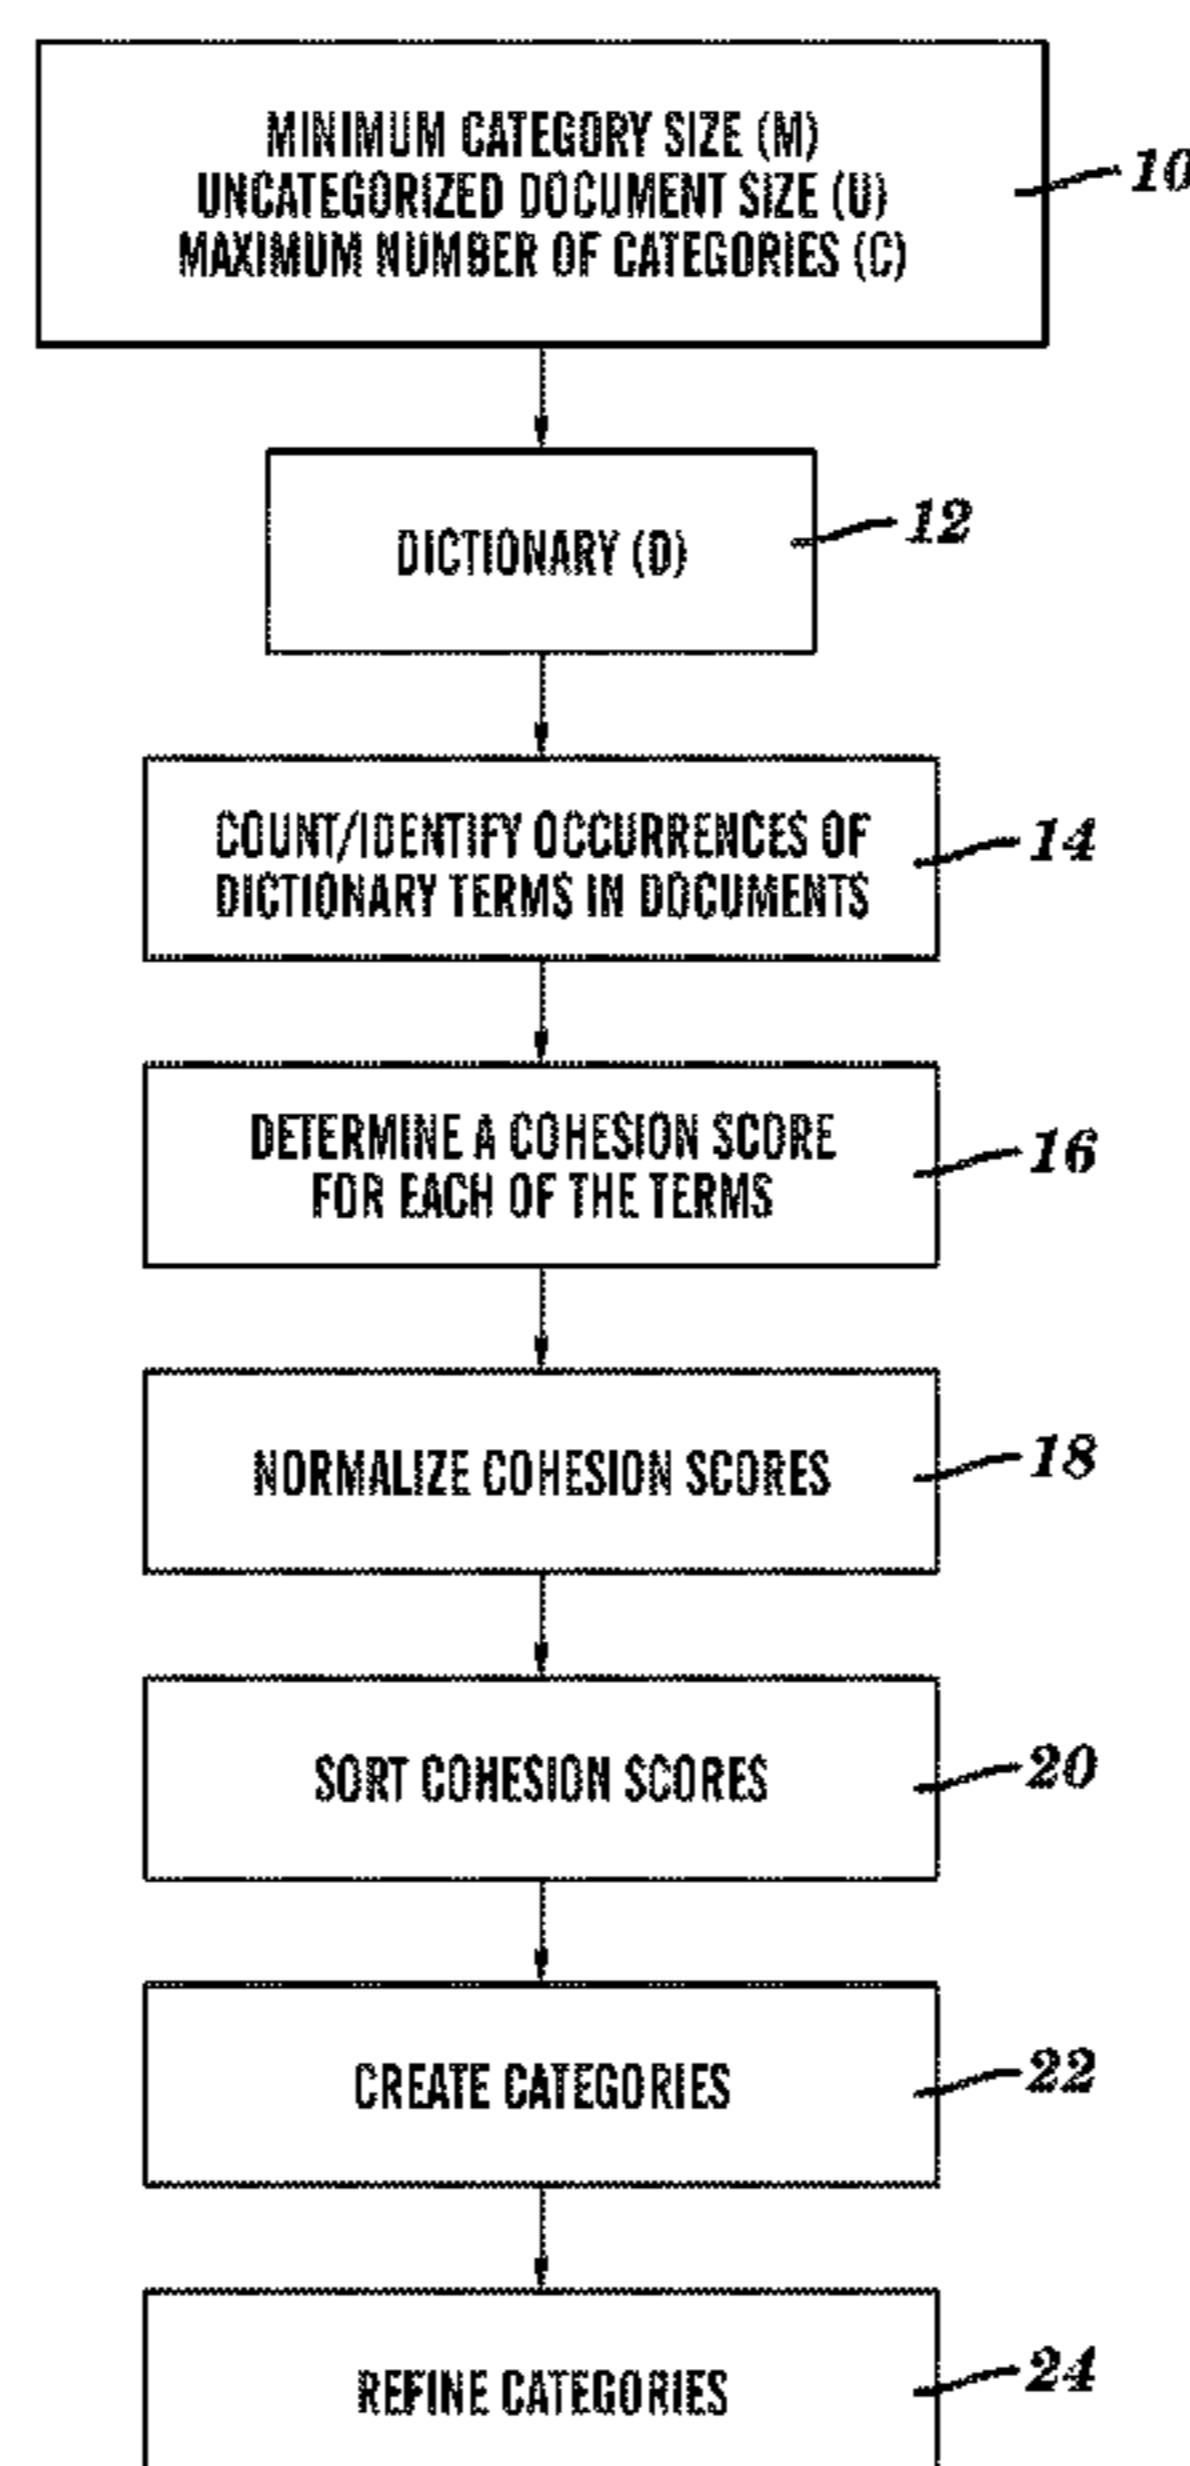 MINIMUM CATEGORY SIZE (M)
UNCATEGORIZED DOCUMENT SIZE (U)
MAXIMUM NUMBER OF CATEGORIES (C)
10
DICTIONARY (D)
12
COUNT/IDENTIFY OCCURRENCES OF
DICTIONARY TERMS IN DOCUMENTS
14
DETERMINE A COHESION SCORE
FOR EACH OF THE TERMS
16
NORMALIZE COHESION SCORES
18
SORT COHESION SCORES
20
CREATE CATEGORIES
22
REFINE CATEGORIES
24